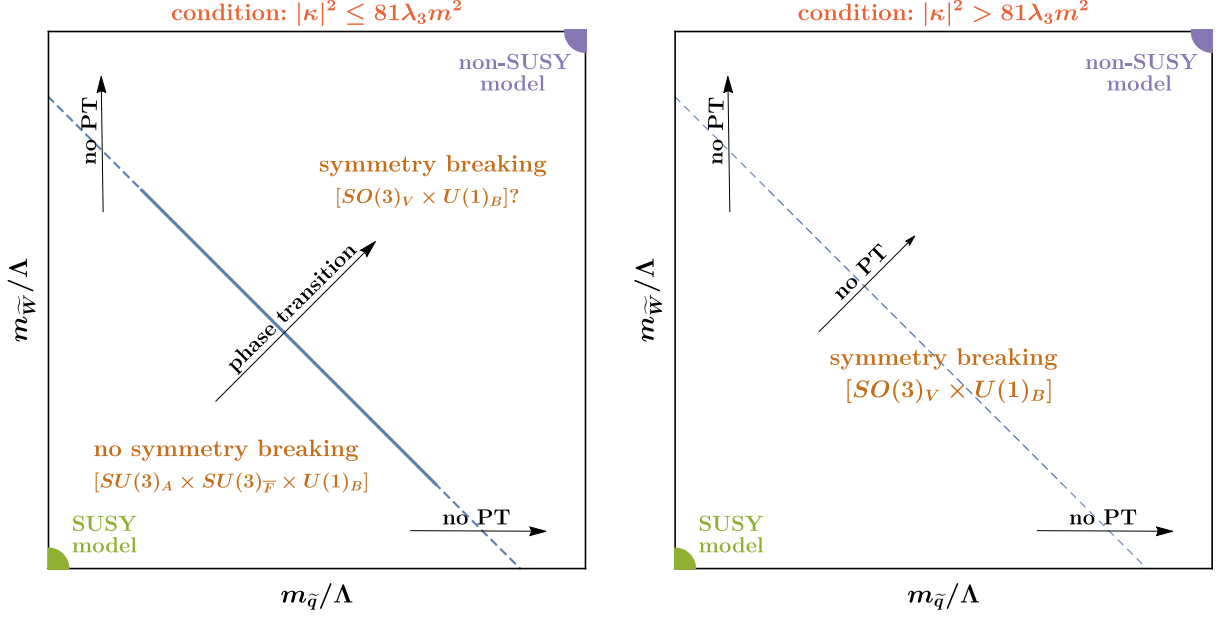 condition: |κ|² ≤ 81λ₃m²
non-SUSY
model
no PT
symmetry breaking
[SO(3)_V × U(1)_B]?
phase transition
no symmetry breaking
[SU(3)_A × SU(3)_F̅ × U(1)_B]
SUSY
model
no PT
m_W̃/Λ
m_q̃/Λ
condition: |κ|² > 81λ₃m²
non-SUSY
model
no PT
no PT
symmetry breaking
[SO(3)_V × U(1)_B]
SUSY
model
no PT
m_W̃/Λ
m_q̃/Λ